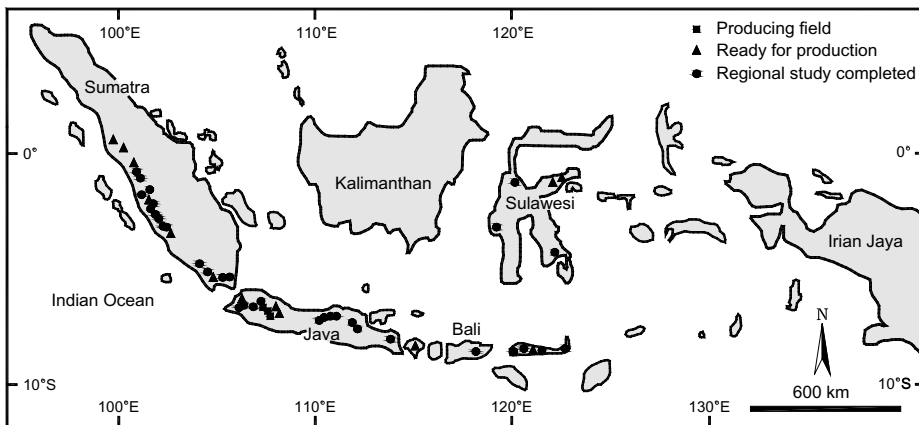 100°E
110°E
120°E
Producing field
Ready for production
Regional study completed
Sumatra
0°
0°
Kalimanthan
Sulawesi
Irian Jaya
Indian Ocean
Java
Bali
N
10°S
10°S
600 km
100°E
110°E
120°E
130°E